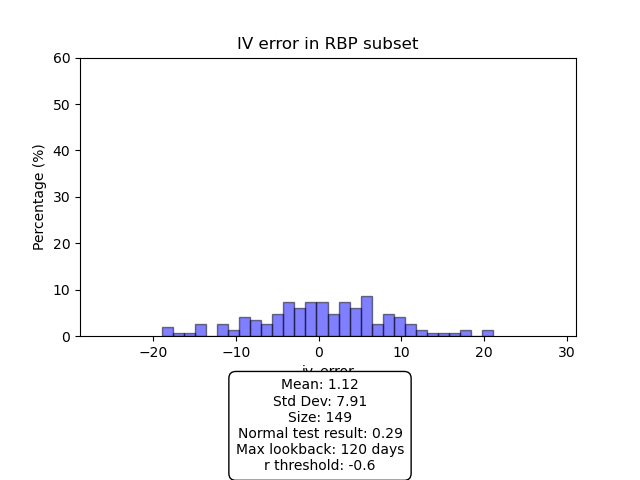 IV error in RBP subset
60
50
40
30
20
10
0
Percentage (%)
−20
−10
0
10
20
30
iv_error
Mean: 1.12
Std Dev: 7.91
Size: 149
Normal test result: 0.29
Max lookback: 120 days
r threshold: -0.6